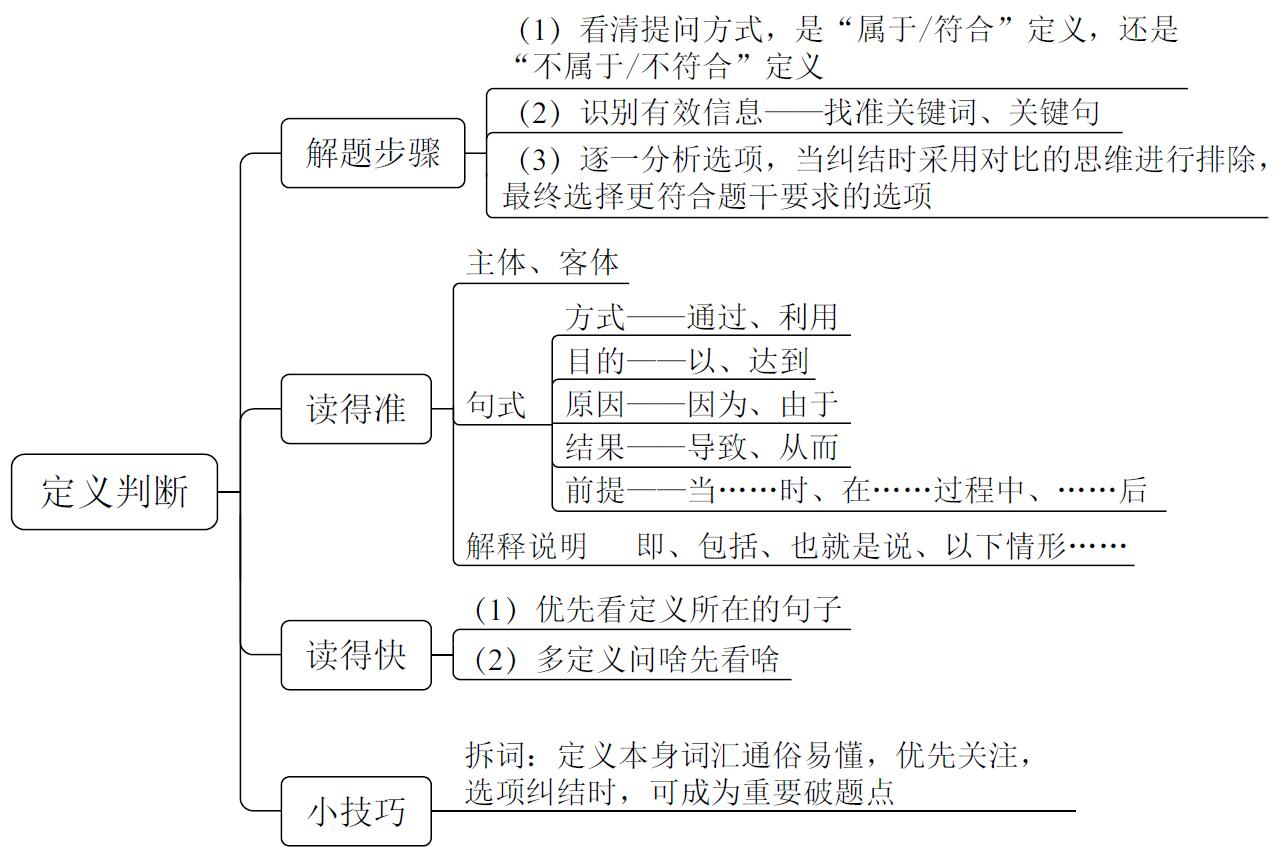 定义判断
解题步骤
（1）看清提问方式，是“属于/符合”定义，还是
“不属于/不符合”定义
（2）识别有效信息——找准关键词、关键句
（3）逐一分析选项，当纠结时采用对比的思维进行排除，
最终选择更符合题干要求的选项
读得准
主体、客体
句式
方式——通过、利用
目的——以、达到
原因——因为、由于
结果——导致、从而
前提——当……时、在……过程中、……后
解释说明 即、包括、也就是说、以下情形……
读得快
（1）优先看定义所在的句子
（2）多定义问啥先看啥
小技巧
拆词：定义本身词汇通俗易懂，优先关注，
选项纠结时，可成为重要破题点